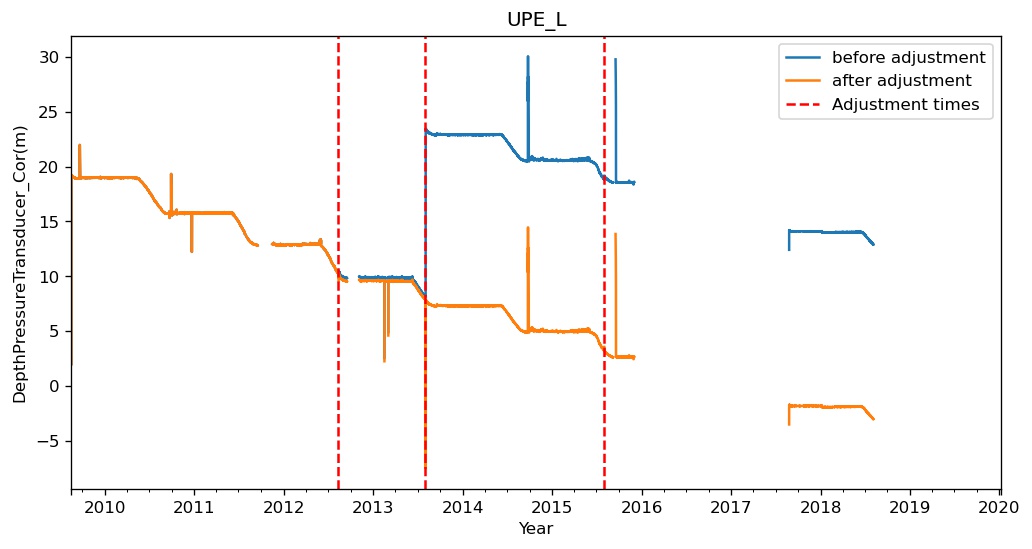 UPE_L
DepthPressureTransducer_Cor(m)
30
25
20
15
10
5
0
−5
before adjustment
after adjustment
Adjustment times
2010 2011 2012 2013 2014 2015 2016 2017 2018 2019 2020
Year